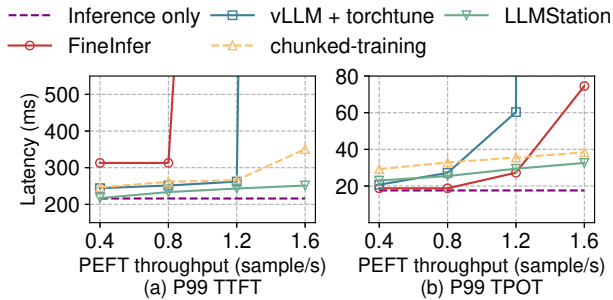 Inference only vLLM + torchtune LLMStation
FineInfer chunked-training
Latency (ms)
500
400
300
200
0.4 0.8 1.2 1.6
PEFT throughput (sample/s)
(a) P99 TTFT
80
60
40
20
0.4 0.8 1.2 1.6
PEFT throughput (sample/s)
(b) P99 TPOT